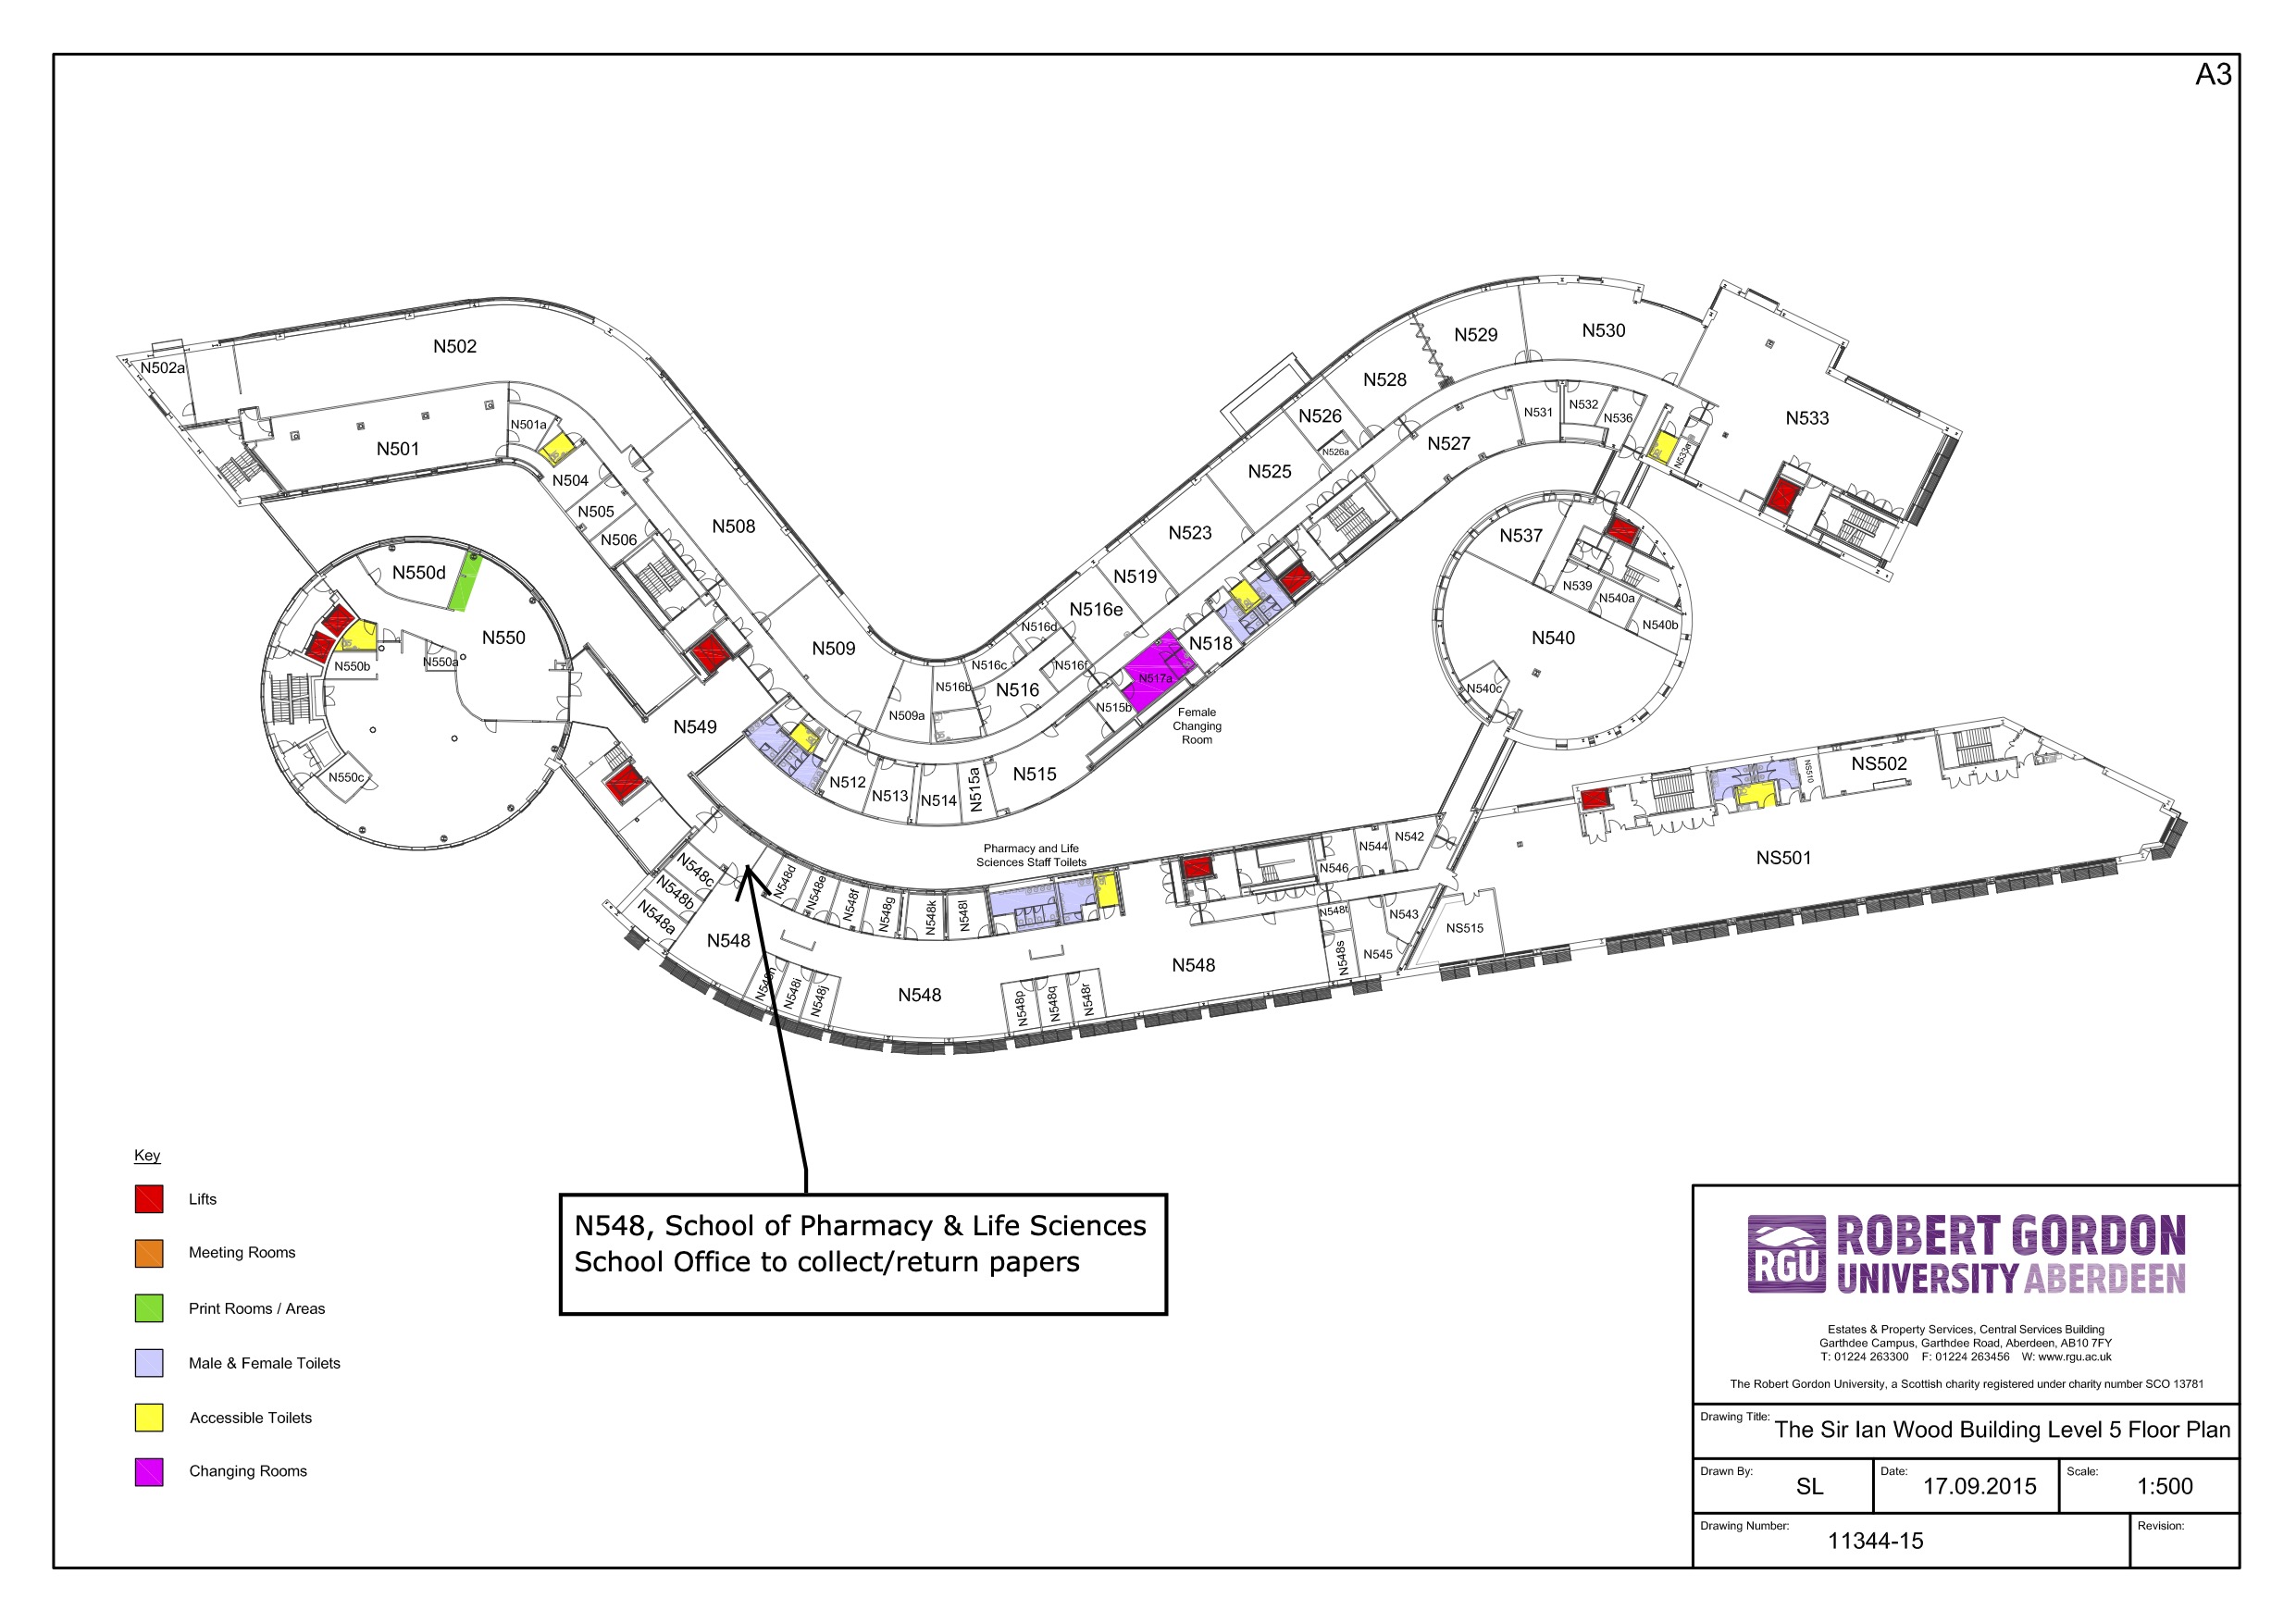 A3
N502
N502a
N501
N501a
N504
N505
N506
N508
N509
N509a
N512
N513
N514
N515a
N515
N515b
N516b
N516c
N516
N516d
N516e
N516f
N517a
N518
N519
N523
N525
N526
N526a
N527
N528
N529
N530
N531
N532
N536
N533
N533a
N537
N539
N540a
N540b
N540
N540c
Female
Changing
Room
N550d
N550
N550a
N550b
N550c
N549
N548c
N548b
N548a
N548
N548d
N548e
N548f
N548g
N548k
N548l
N548i
N548j
N548
N548p
N548q
N548r
N548
N548s
N548t
N546
N544
N542
N543
N545
Pharmacy and Life
Sciences Staff Toilets
NS515
NS501
NS502
NS510
Key
Lifts
Meeting Rooms
Print Rooms / Areas
Male & Female Toilets
Accessible Toilets
Changing Rooms
N548, School of Pharmacy & Life Sciences
School Office to collect/return papers
RGU
ROBERT GORDON
UNIVERSITY ABERDEEN
Estates & Property Services, Central Services Building
Garthdee Campus, Garthdee Road, Aberdeen, AB10 7FY
T: 01224 263300 F: 01224 263456 W: www.rgu.ac.uk
The Robert Gordon University, a Scottish charity registered under charity number SCO 13781
Drawing Title: The Sir Ian Wood Building Level 5 Floor Plan
Drawn By: SL
Date: 17.09.2015
Scale: 1:500
Drawing Number: 11344-15
Revision: